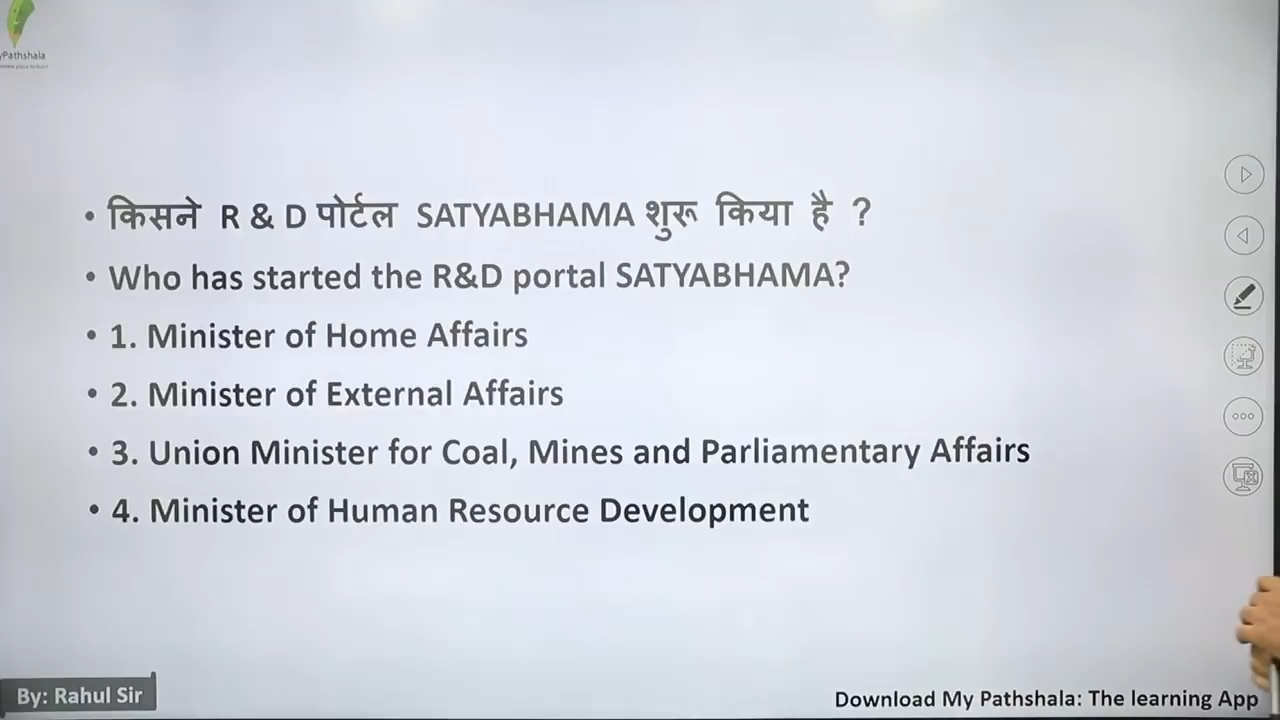 yPathshala
• किसने R & D पोर्टल SATYABHAMA शुरू किया है ?
• Who has started the R&D portal SATYABHAMA?
• 1. Minister of Home Affairs
• 2. Minister of External Affairs
• 3. Union Minister for Coal, Mines and Parliamentary Affairs
• 4. Minister of Human Resource Development
By: Rahul Sir
Download My Pathshala: The learning App